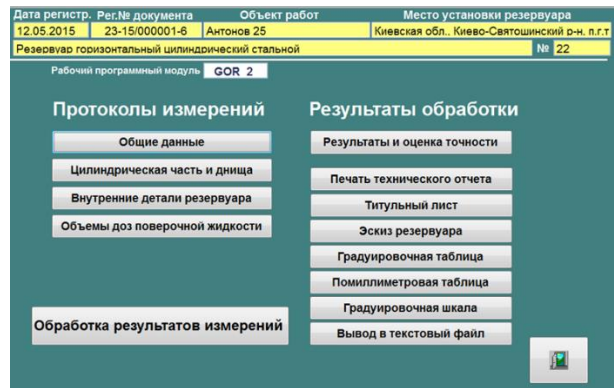 Дата регистр. Рег.№ документа Объект работ Место установки резервуара
12.05.2015 23-15/000001-6 Антонов 25 Киевская обл.. Киево-Святошинский р-н. п.г.т
Резервуар горизонтальный цилиндрический стальной № 22
Рабочий программный модуль GOR 2
Протоколы измерений
Общие данные
Цилиндрическая часть и днища
Внутренние детали резервуара
Объемы доз поверочной жидкости
Обработка результатов измерений
Результаты обработки
Результаты и оценка точности
Печать технического отчета
Титульный лист
Эскиз резервуара
Градуировочная таблица
Помиллиметровая таблица
Градуировочная шкала
Вывод в текстовый файл